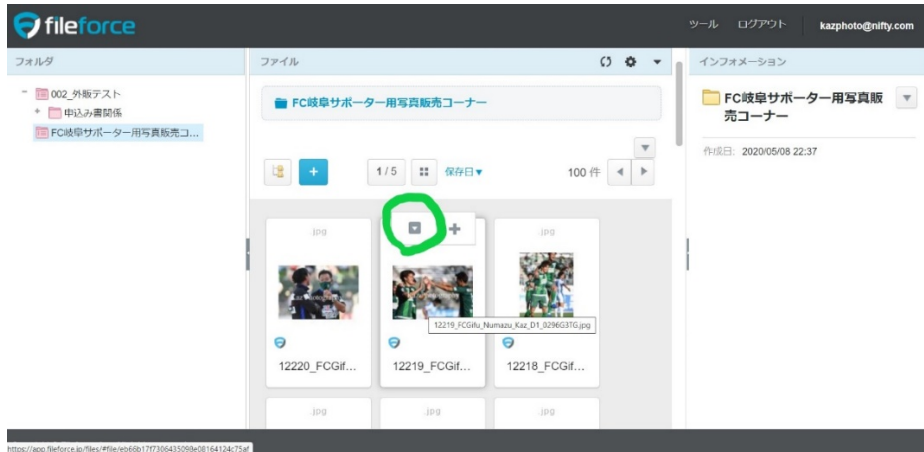 fileforce
ツール ログアウト kazphoto@nifty.com
フォルダ
002_外販テスト
申込み書関係
FC岐阜サポーター用写真販売コ...
ファイル
FC岐阜サポーター用写真販売コーナー
1 / 5 保存日▼ 100 件
.jpg
.jpg
12219_FCGifu_Numazu_Kaz_D1_0296G3TG.jpg
12220_FCGif...
12219_FCGif...
12218_FCGif...
.jpg
.jpg
.jpg
インフォメーション
FC岐阜サポーター用写真販
売コーナー
作成日: 2020/05/08 22:37
https://app.fileforce.jp/files/#file/eb66b17f7306435098e08164124c75af